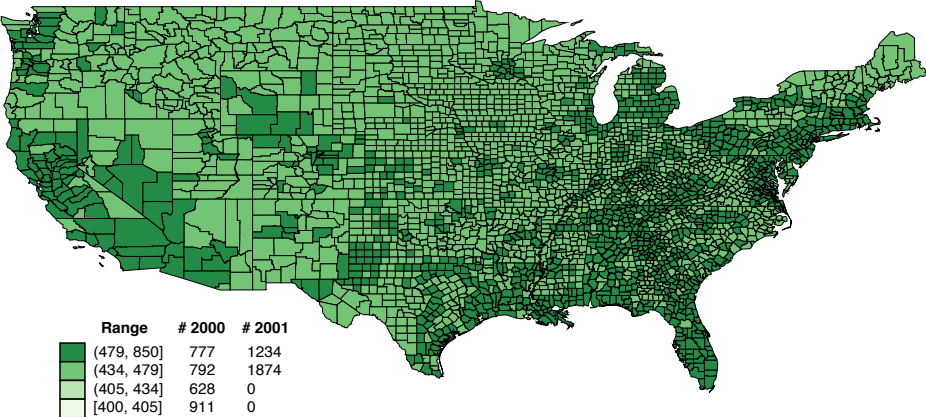 Range # 2000 # 2001
(479, 850] 777 1234
(434, 479] 792 1874
(405, 434] 628 0
[400, 405] 911 0